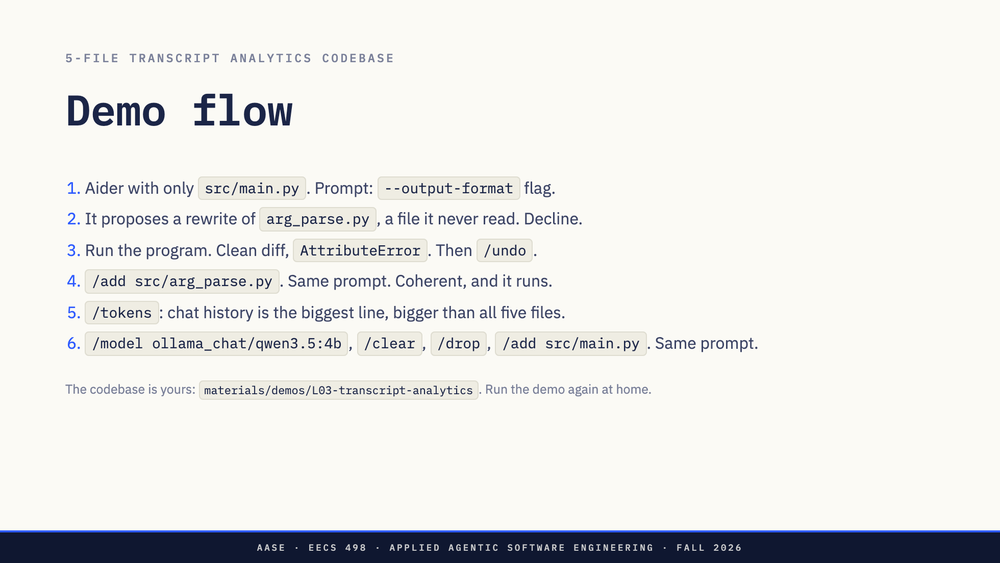 5-FILE TRANSCRIPT ANALYTICS CODEBASE
Demo flow
1. Aider with only src/main.py. Prompt: --output-format flag.
2. It proposes a rewrite of arg_parse.py, a file it never read. Decline.
3. Run the program. Clean diff, AttributeError. Then /undo.
4. /add src/arg_parse.py. Same prompt. Coherent, and it runs.
5. /tokens: chat history is the biggest line, bigger than all five files.
6. /model ollama_chat/qwen3.5:4b, /clear, /drop, /add src/main.py. Same prompt.
The codebase is yours: materials/demos/L03-transcript-analytics. Run the demo again at home.
AASE · EECS 498 · APPLIED AGENTIC SOFTWARE ENGINEERING · FALL 2026